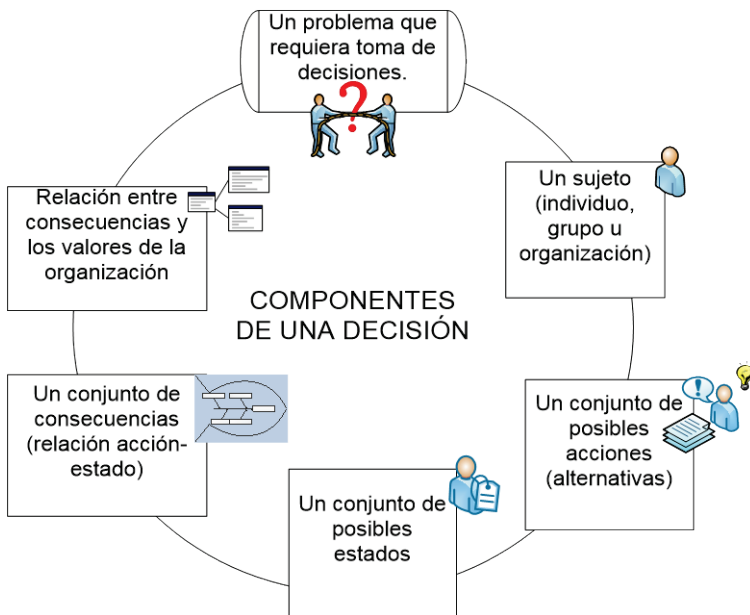 Un problema que
requiera toma de
decisiones.
?
Un sujeto
(individuo,
grupo u
organización)
Un conjunto de
posibles
acciones
(alternativas)
Un conjunto de
posibles
estados
Un conjunto de
consecuencias
(relación acción-
estado)
Relación entre
consecuencias y
los valores de la
organización
COMPONENTES
DE UNA DECISIÓN